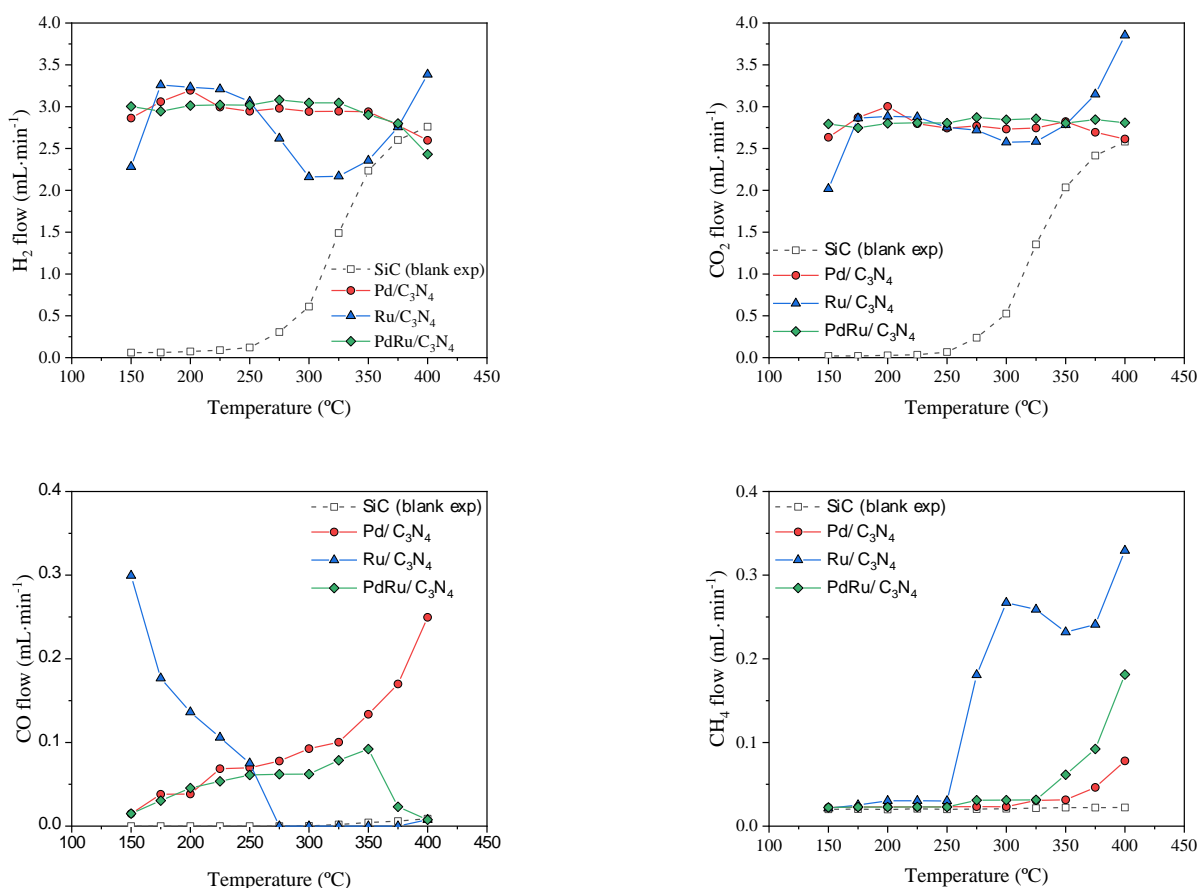 4.0
3.5
3.0
2.5
2.0
1.5
1.0
0.5
0.0
H₂ flow (mL·min⁻¹)
SiC (blank exp)
Pd/C₃N₄
Ru/C₃N₄
PdRu/C₃N₄
100 150 200 250 300 350 400 450
Temperature (ºC)
4.0
3.5
3.0
2.5
2.0
1.5
1.0
0.5
0.0
CO₂ flow (mL·min⁻¹)
SiC (blank exp)
Pd/ C₃N₄
Ru/ C₃N₄
PdRu/ C₃N₄
100 150 200 250 300 350 400 450
Temperature (ºC)
0.4
0.3
0.2
0.1
0.0
CO flow (mL·min⁻¹)
SiC (blank exp)
Pd/ C₃N₄
Ru/ C₃N₄
PdRu/ C₃N₄
100 150 200 250 300 350 400 450
Temperature (ºC)
0.4
0.3
0.2
0.1
0.0
CH₄ flow (mL·min⁻¹)
SiC (blank exp)
Pd/ C₃N₄
Ru/ C₃N₄
PdRu/ C₃N₄
100 150 200 250 300 350 400 450
Temperature (ºC)